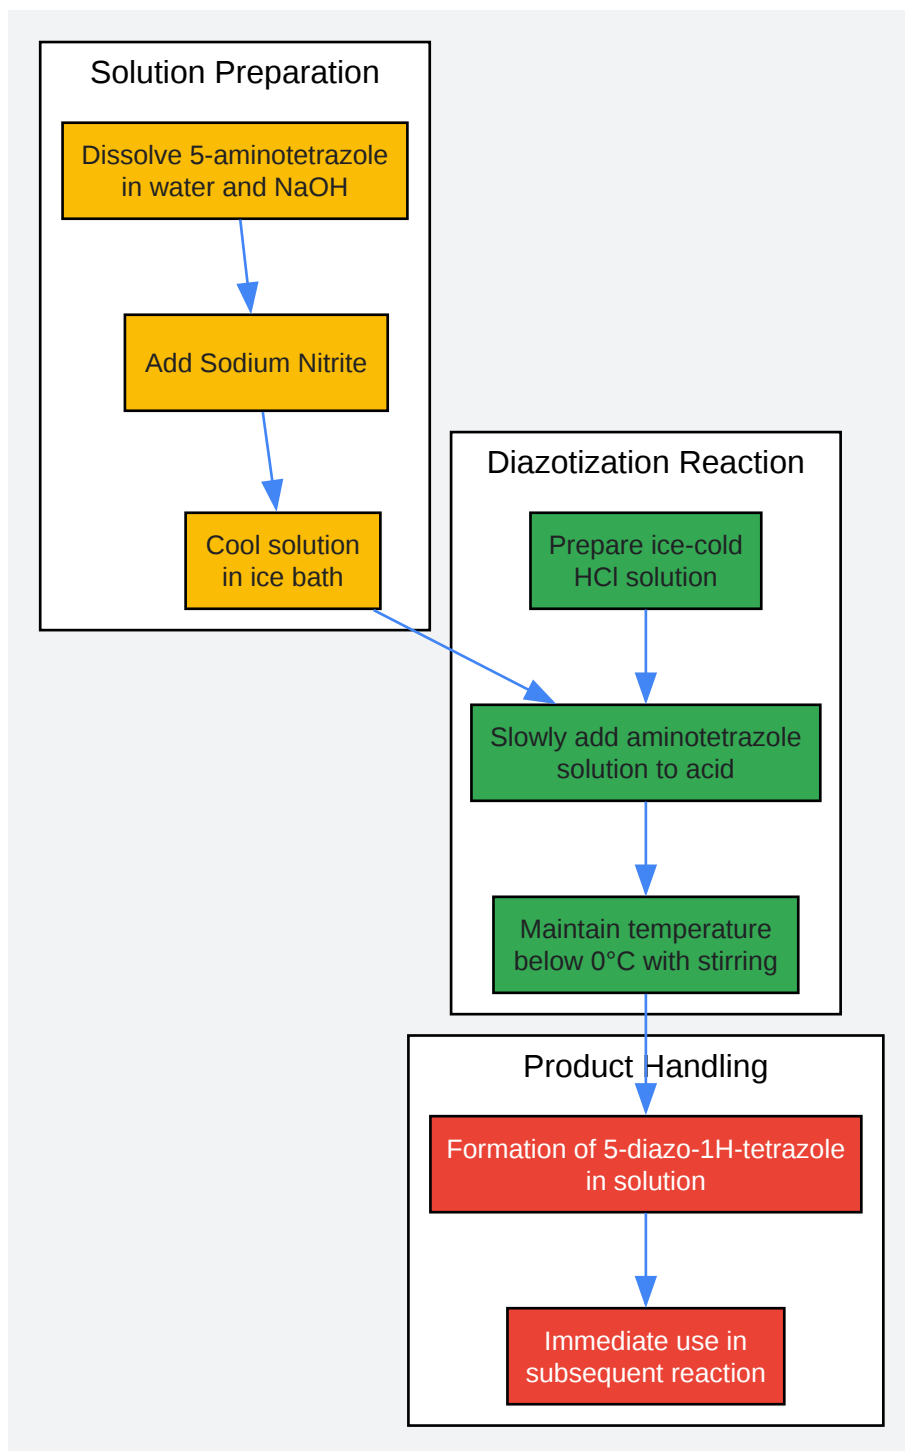 Solution Preparation
Dissolve 5-aminotetrazole
in water and NaOH
Add Sodium Nitrite
Cool solution
in ice bath
Diazotization Reaction
Prepare ice-cold
HCl solution
Slowly add aminotetrazole
solution to acid
Maintain temperature
below 0°C with stirring
Product Handling
Formation of 5-diazo-1H-tetrazole
in solution
Immediate use in
subsequent reaction